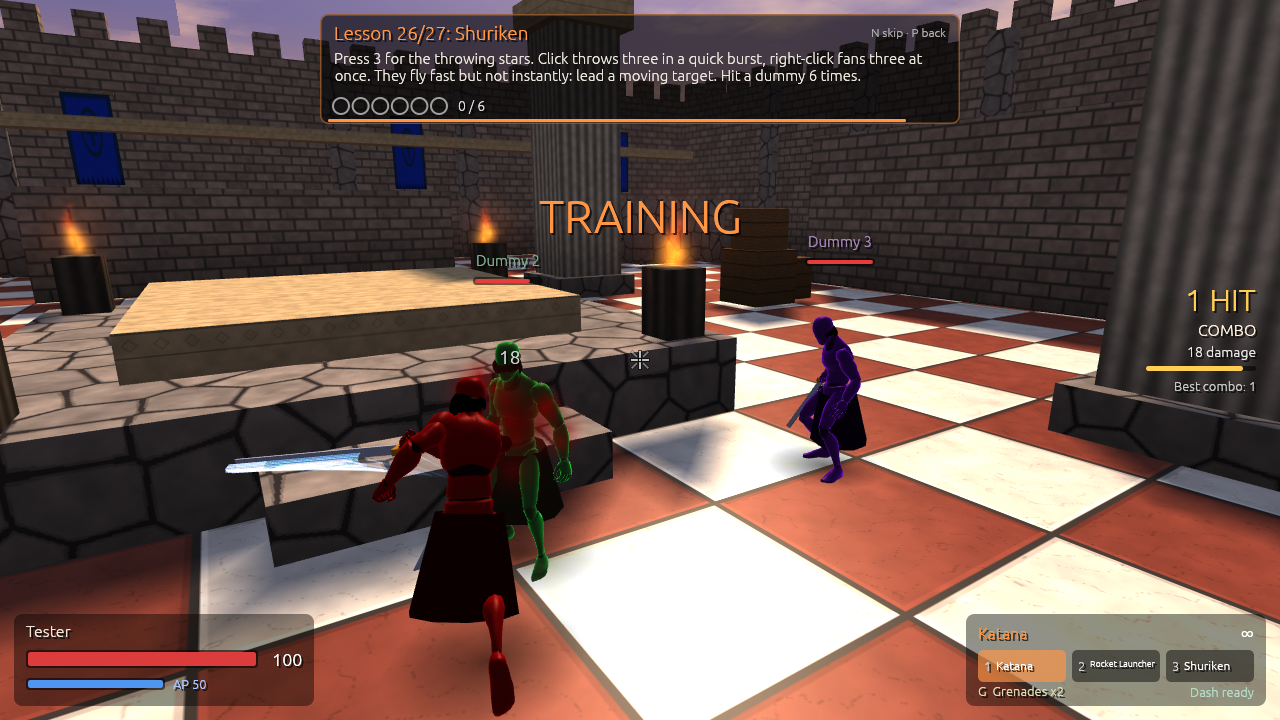 Lesson 26/27: Shuriken
N skip · P back
Press 3 for the throwing stars. Click throws three in a quick burst, right-click fans three at
once. They fly fast but not instantly: lead a moving target. Hit a dummy 6 times.
0 / 6
TRAINING
Dummy 2
Dummy 3
18
1 HIT
COMBO
18 damage
Best combo: 1
Tester
100
AP 50
Katana
∞
1 Katana
2 Rocket Launcher
3 Shuriken
G Grenades x2
Dash ready